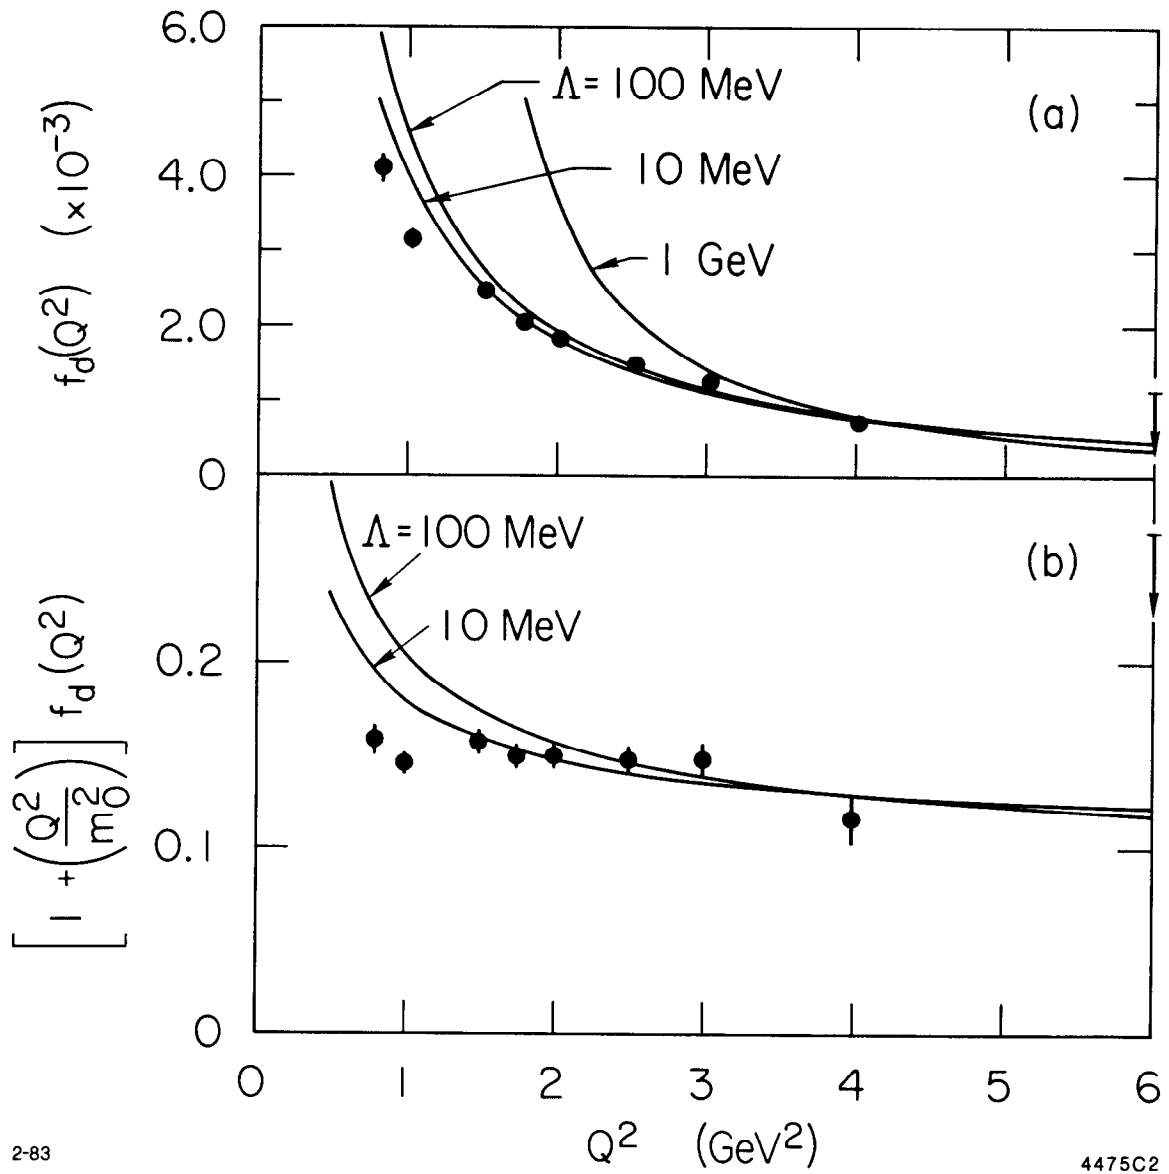 6.0
4.0
2.0
0
f_d(Q²) (×10⁻³)
Λ = 100 MeV
10 MeV
1 GeV
(a)
Λ = 100 MeV
10 MeV
(b)
0.2
0.1
0
[1 + (Q²/m₀²)] f_d(Q²)
0 1 2 3 4 5 6
Q² (GeV²)
2-83
4475C2